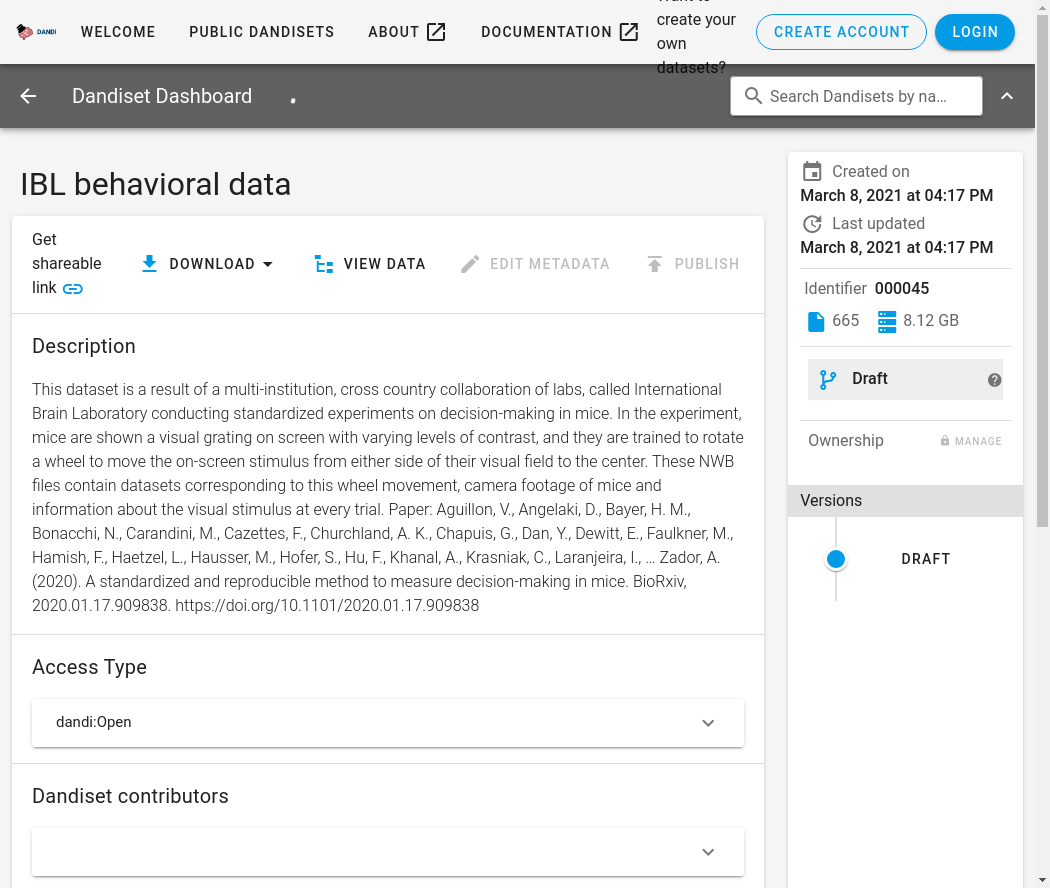 DANDI
WELCOME
PUBLIC DANDISETS
ABOUT
DOCUMENTATION
Want to
create your
own
datasets?
CREATE ACCOUNT
LOGIN
Dandiset Dashboard
Search Dandisets by na…
IBL behavioral data
Get
shareable
link
DOWNLOAD
VIEW DATA
EDIT METADATA
PUBLISH
Description
This dataset is a result of a multi-institution, cross country collaboration of labs, called International
Brain Laboratory conducting standardized experiments on decision-making in mice. In the experiment,
mice are shown a visual grating on screen with varying levels of contrast, and they are trained to rotate
a wheel to move the on-screen stimulus from either side of their visual field to the center. These NWB
files contain datasets corresponding to this wheel movement, camera footage of mice and
information about the visual stimulus at every trial. Paper: Aguillon, V., Angelaki, D., Bayer, H. M.,
Bonacchi, N., Carandini, M., Cazettes, F., Churchland, A. K., Chapuis, G., Dan, Y., Dewitt, E., Faulkner, M.,
Hamish, F., Haetzel, L., Hausser, M., Hofer, S., Hu, F., Khanal, A., Krasniak, C., Laranjeira, I., … Zador, A.
(2020). A standardized and reproducible method to measure decision-making in mice. BioRxiv,
2020.01.17.909838. https://doi.org/10.1101/2020.01.17.909838
Access Type
dandi:Open
Dandiset contributors
Created on
March 8, 2021 at 04:17 PM
Last updated
March 8, 2021 at 04:17 PM
Identifier 000045
665
8.12 GB
Draft
Ownership
MANAGE
Versions
DRAFT